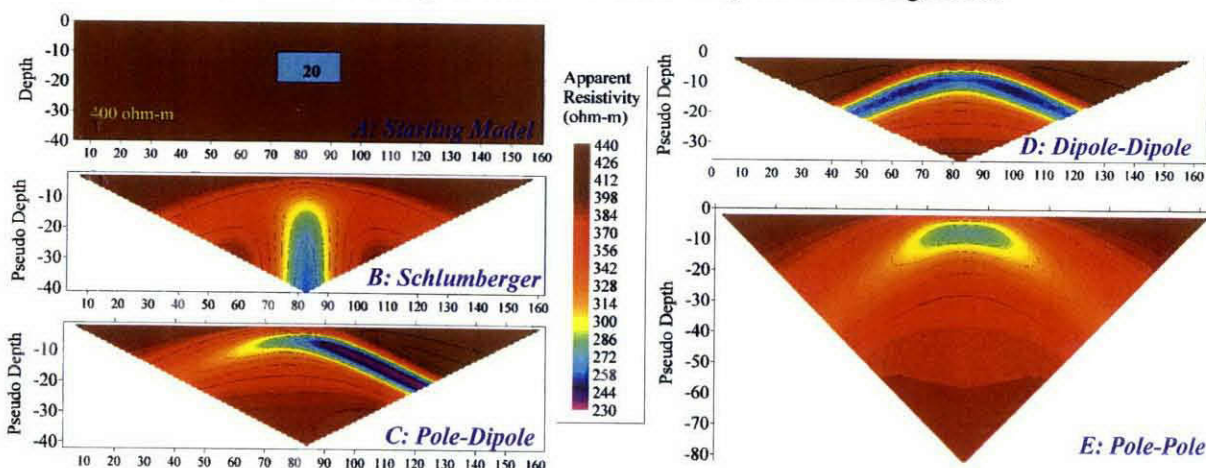 0
-10
-20
-30
-40
Depth
20
400 ohm-m
A: Starting Model
10 20 30 40 50 60 70 80 90 100 110 120 130 140 150 160
-10
-20
-30
-40
Pseudo Depth
B: Schlumberger
10 20 30 40 50 60 70 80 90 100 110 120 130 140 150 160
-10
-20
-30
-40
Pseudo Depth
C: Pole-Dipole
10 20 30 40 50 60 70 80 90 100 110 120 130 140 150 160
Apparent
Resistivity
(ohm-m)
440
426
412
398
384
370
356
342
328
314
300
286
272
258
244
230
0
-10
-20
-30
Pseudo Depth
D: Dipole-Dipole
0 10 20 30 40 50 60 70 80 90 100 110 120 130 140 150 160
0
-10
-20
-30
-40
-50
-60
-70
-80
Pseudo Depth
E: Pole-Pole